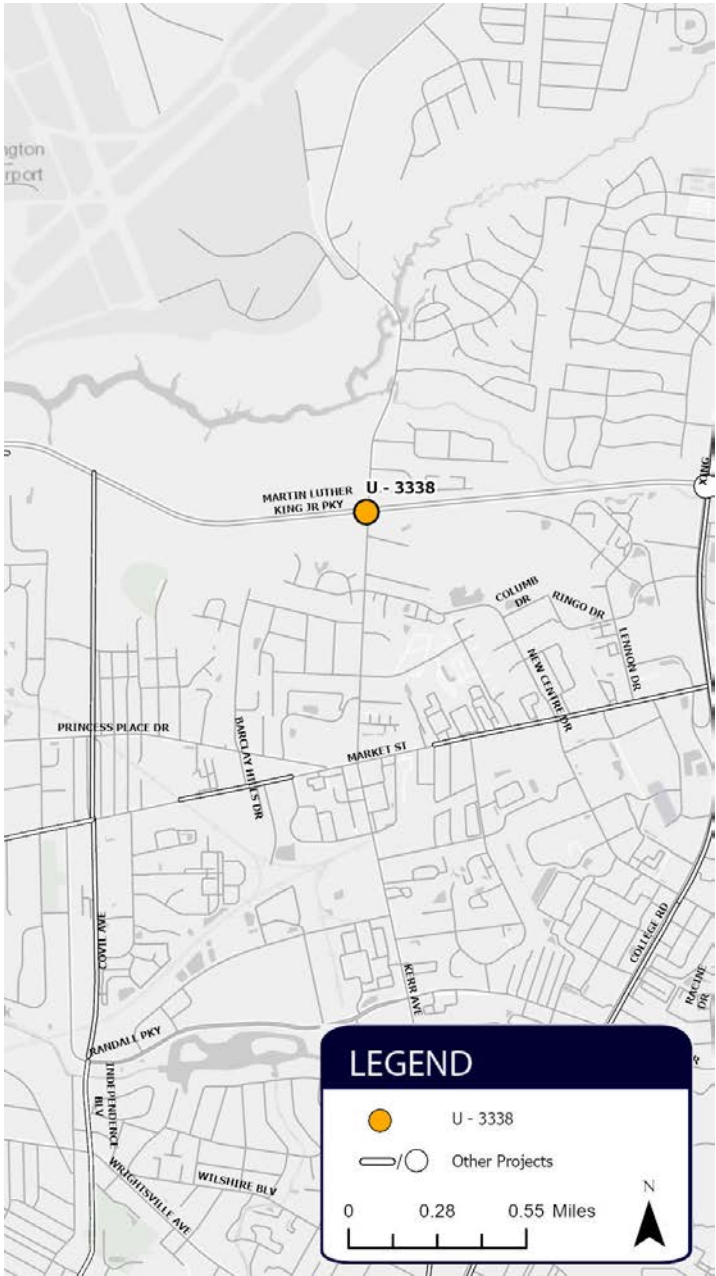 ngton
rport
KING
MARTIN LUTHER
KING JR PKY
U - 3338
COLUMB
DR
RINGO DR
LENNON DR
NEW CENTRE DR
PRINCESS PLACE DR
BARCLAY HILLS DR
MARKET ST
COVIL AVE
COLLEGE RD
RACINE
DR
KERR AVE
RANDALL PKY
INDEPENDENCE
BLV
WRIGHTSVILLE AVE
WILSHIRE BLV
LEGEND
U - 3338
Other Projects
0 0.28 0.55 Miles
N